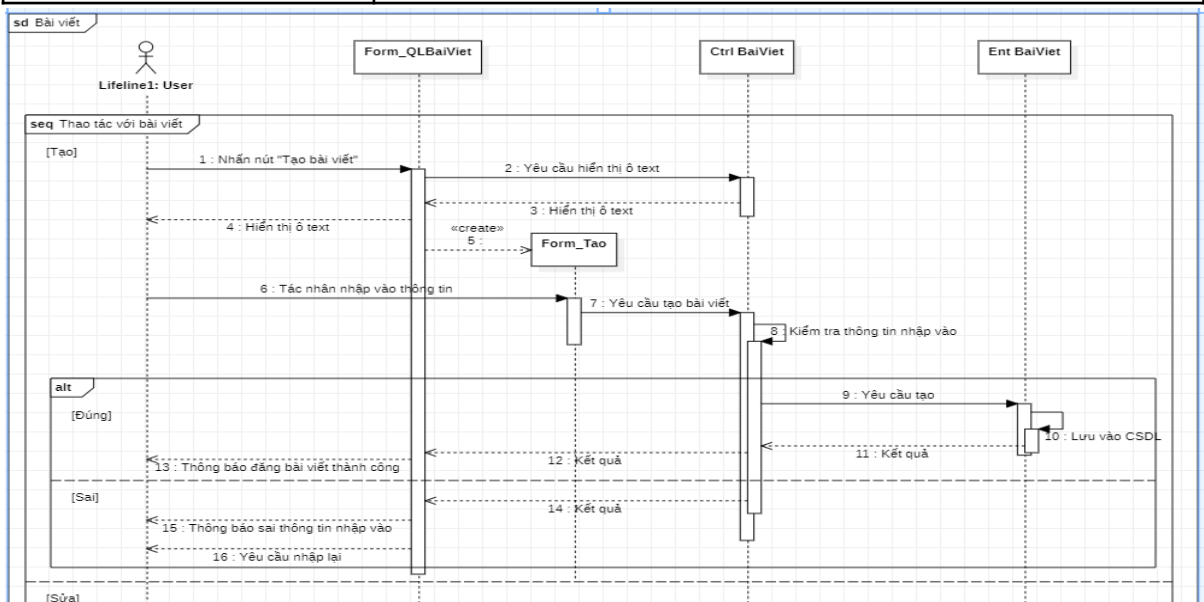 sd Bài viết
Lifeline1: User
Form_QLBaiViet
Ctrl BaiViet
Ent BaiViet
seq Thao tác với bài viết
[Tạo]
1 : Nhấn nút "Tạo bài viết"
2 : Yêu cầu hiển thị ô text
3 : Hiển thị ô text
4 : Hiển thị ô text
«create»
5 :
Form_Tao
6 : Tác nhân nhập vào thông tin
7 : Yêu cầu tạo bài viết
8 : Kiểm tra thông tin nhập vào
alt
[Đúng]
9 : Yêu cầu tạo
10 : Lưu vào CSDL
11 : Kết quả
12 : Kết quả
13 : Thông báo đăng bài viết thành công
[Sai]
14 : Kết quả
15 : Thông báo sai thông tin nhập vào
16 : Yêu cầu nhập lại
[Sửa]